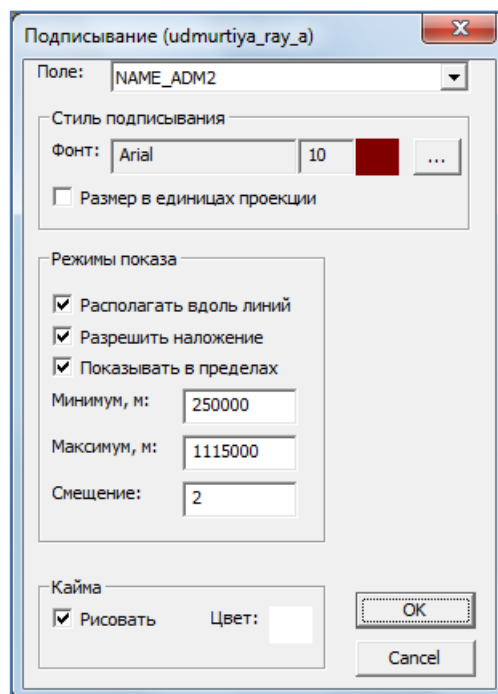 Подписывание (udmurtiya_ray_a)
Поле: NAME_ADM2
Стиль подписывания
Фонт: Arial 10 ...
Размер в единицах проекции
Режимы показа
Располагать вдоль линий
Разрешить наложение
Показывать в пределах
Минимум, м: 250000
Максимум, м: 1115000
Смещение: 2
Кайма
Рисовать Цвет:
OK
Cancel